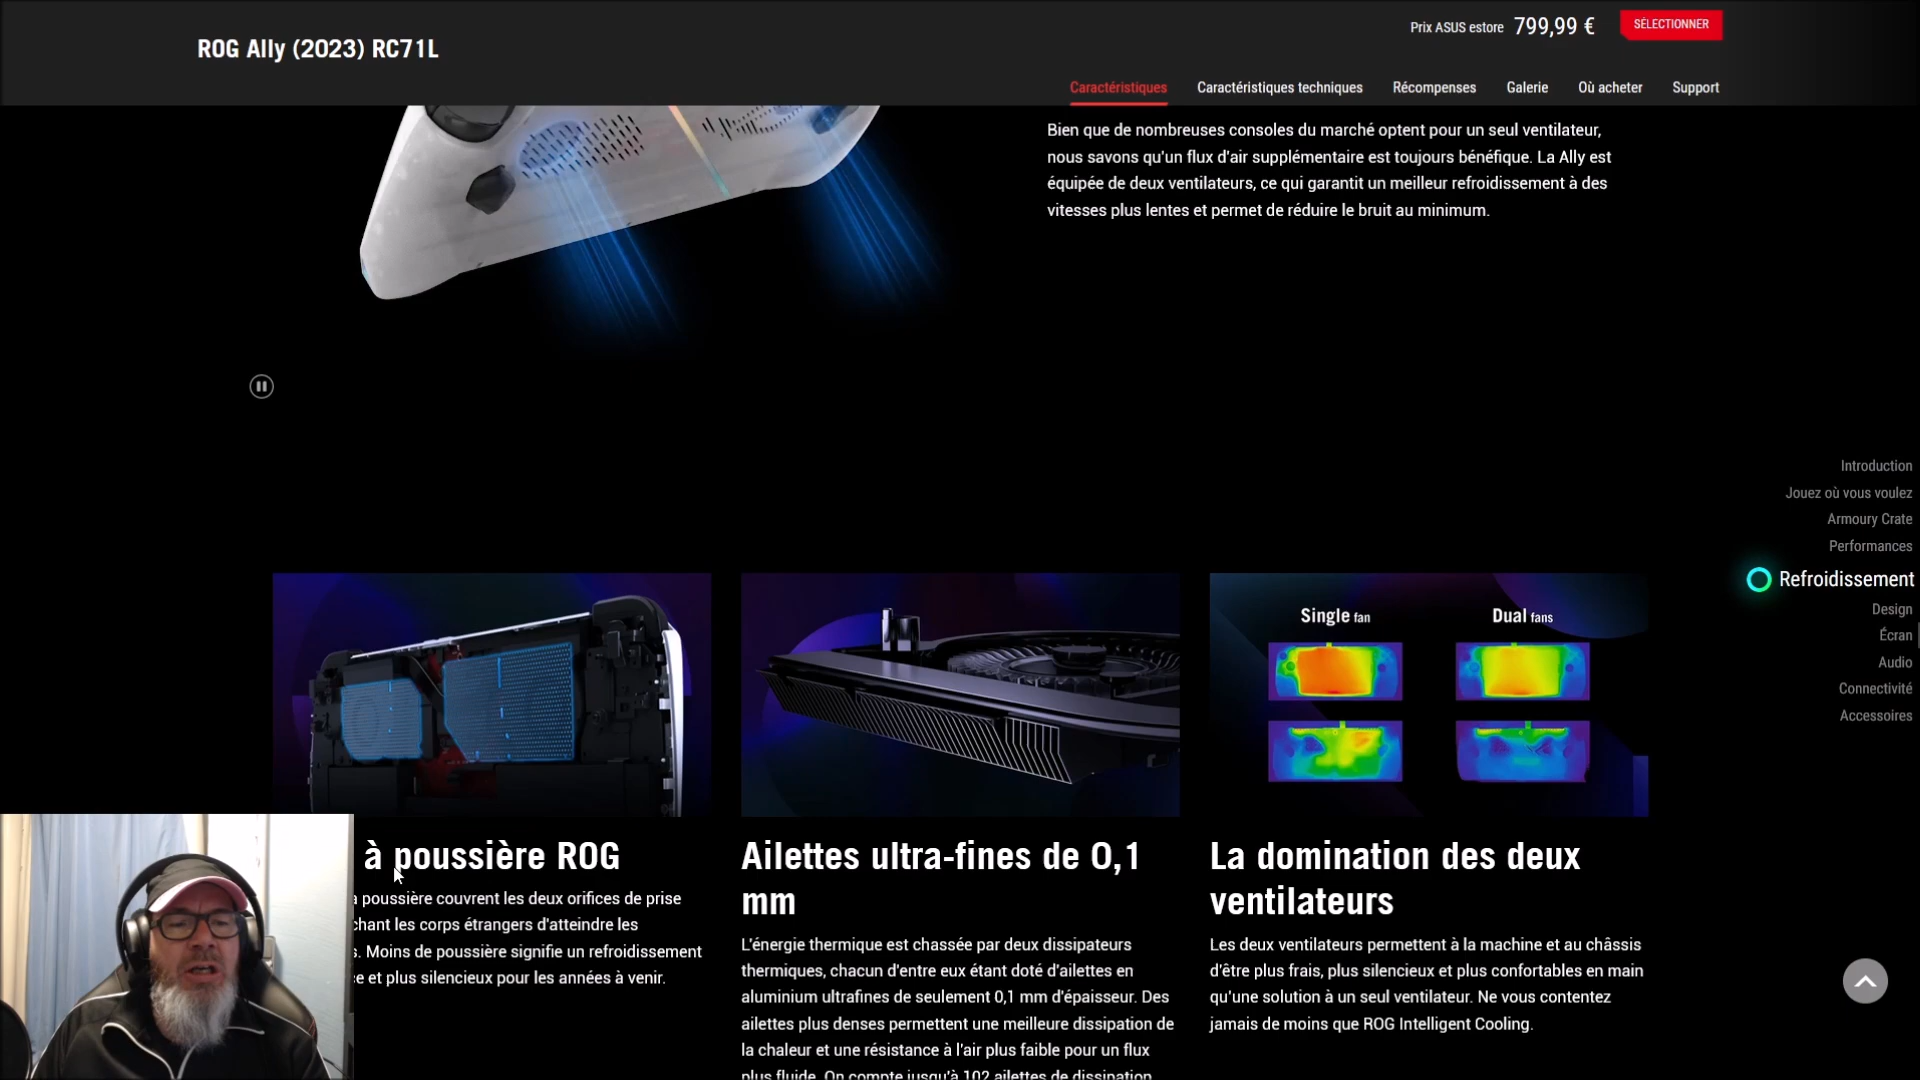 ROG Ally (2023) RC71L
Prix ASUS estore 799,99 €
SÉLECTIONNER
Caractéristiques
Caractéristiques techniques
Récompenses
Galerie
Où acheter
Support
Bien que de nombreuses consoles du marché optent pour un seul ventilateur,
nous savons qu'un flux d'air supplémentaire est toujours bénéfique. La Ally est
équipée de deux ventilateurs, ce qui garantit un meilleur refroidissement à des
vitesses plus lentes et permet de réduire le bruit au minimum.
Introduction
Jouez où vous voulez
Armoury Crate
Performances
Refroidissement
Design
Écran
Audio
Connectivité
Accessoires
à poussière ROG
poussière couvrent les deux orifices de prise
chant les corps étrangers d'atteindre les
s. Moins de poussière signifie un refroidissement
e et plus silencieux pour les années à venir.
Ailettes ultra-fines de 0,1
mm
L'énergie thermique est chassée par deux dissipateurs
thermiques, chacun d'entre eux étant doté d'ailettes en
aluminium ultrafines de seulement 0,1 mm d'épaisseur. Des
ailettes plus denses permettent une meilleure dissipation de
la chaleur et une résistance à l'air plus faible pour un flux
plus fluide. On compte jusqu'à 102 ailettes de dissipation
Single fan
Dual fans
La domination des deux
ventilateurs
Les deux ventilateurs permettent à la machine et au châssis
d'être plus frais, plus silencieux et plus confortables en main
qu'une solution à un seul ventilateur. Ne vous contentez
jamais de moins que ROG Intelligent Cooling.